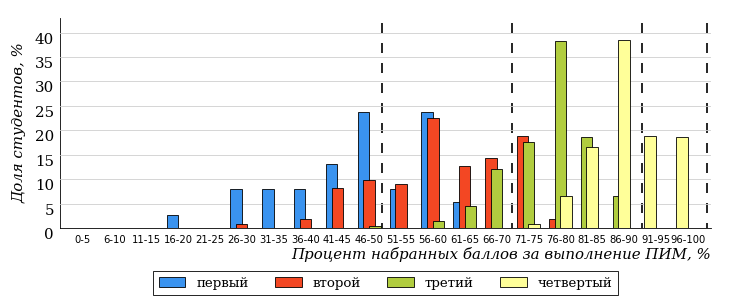 Доля студентов, %
40
35
30
25
20
15
10
5
0
0-5 6-10 11-15 16-20 21-25 26-30 31-35 36-40 41-45 46-50 51-55 56-60 61-65 66-70 71-75 76-80 81-85 86-90 91-95 96-100
Процент набранных баллов за выполнение ПИМ, %
первый второй третий четвертый